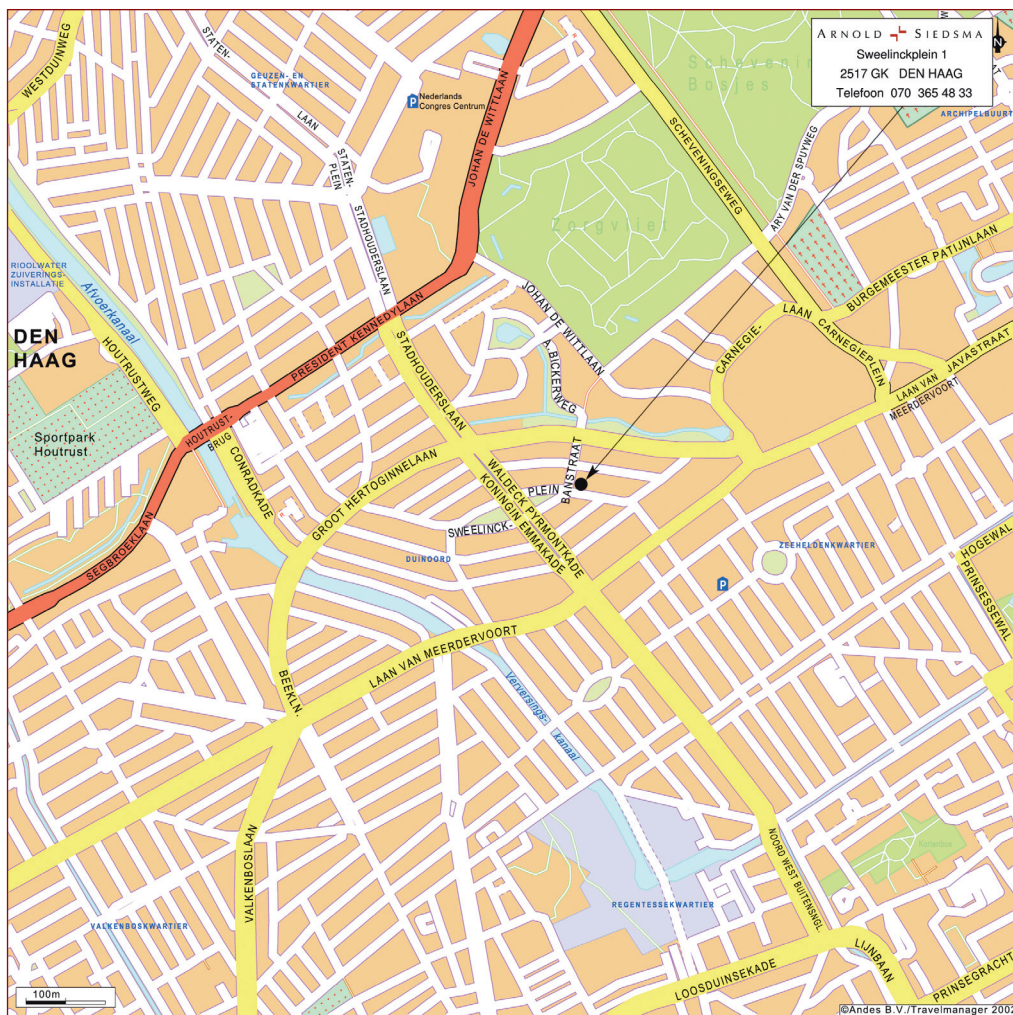 ARNOLD SIEDSMA
Sweelinckplein 1
2517 GK DEN HAAG
Telefoon 070 365 48 33
N
WESTDUINWEG
STATEN-
LAAN
GEUZEN- EN
STATENKWARTIER
P
Nederlands
Congres Centrum
JOHAN DE WITTLAAN
Bosjes
SCHEVENINGSEWEG
ARCHIPELBUURT
STATEN-
PLEIN
STADHOUDERSLAAN
ARY VAN DER SPUYWEG
Zorgvliet
RIOOLWATER
ZUIVERINGS-
INSTALLATIE
Afvoerkanaal
BURGEMEESTER PATIJNLAAN
DEN
HAAG
HOUTRUSTWEG
PRESIDENT KENNEDYLAAN
STADHOUDERSLAAN
JOHAN DE WITTLAAN
A. BICKERWEG
CARNEGIE-
LAAN
CARNEGIEPLEIN
LAAN VAN
MEERDERVOORT
JAVASTRAAT
Sportpark
Houtrust
HOUTRUST-
BRUG
CONRADKADE
GROOT HERTOGINNELAAN
BANSTRAAT
PLEIN
SWEELINCK-
WALDECK PYRMONTKADE
KONINGIN EMMAKADE
SEGBROEKLAAN
DUINOORD
ZEEHELDENKWARTIER
P
HOGEWAL
PRINSESSEWAL
LAAN VAN MEERDERVOORT
BEEKLN.
Verversings-
kanaal
VALKENBOSLAAN
NOORD WEST BUITENSNGL.
VALKENBOSKWARTIER
REGENTESSEKWARTIER
LOOSDUINSEKADE
LIJNBAAN
PRINSEGRACHT
100m
©Andes B.V./Travelmanager 2002